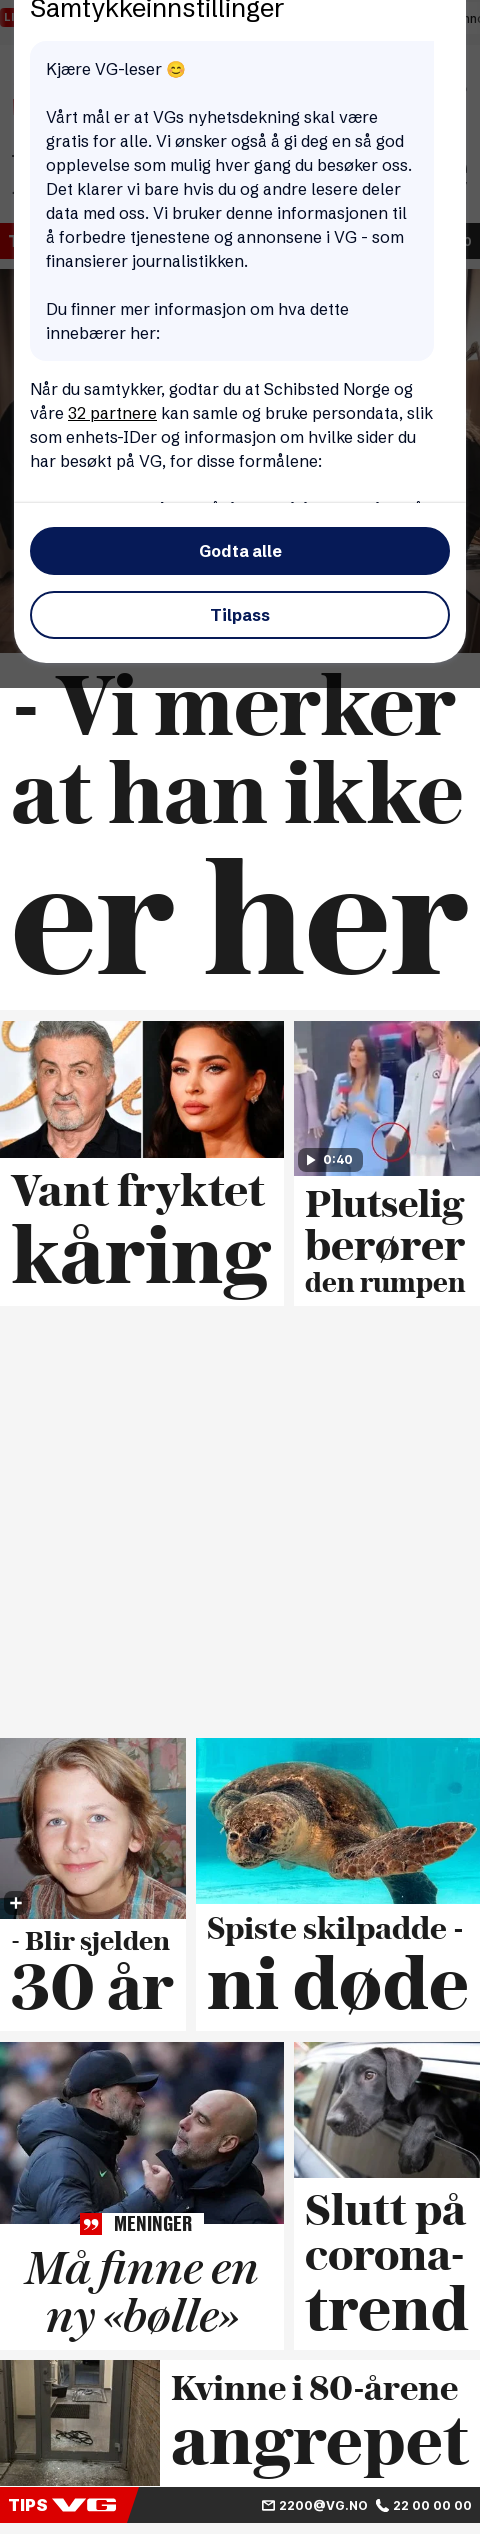 Samtykkeinnstillinger
Kjære VG-leser 😊
Vårt mål er at VGs nyhetsdekning skal være
gratis for alle. Vi ønsker også å gi deg en så god
opplevelse som mulig hver gang du besøker oss.
Det klarer vi bare hvis du og andre lesere deler
data med oss. Vi bruker denne informasjonen til
å forbedre tjenestene og annonsene i VG - som
finansierer journalistikken.
Du finner mer informasjon om hva dette
innebærer her:
Når du samtykker, godtar du at Schibsted Norge og
våre 32 partnere kan samle og bruke persondata, slik
som enhets-IDer og informasjon om hvilke sider du
har besøkt på VG, for disse formålene:
Godta alle
Tilpass
- Vi merker
at han ikke
er her
0:40
Vant fryktet
kåring
Plutselig
berører
den rumpen
- Blir sjelden
30 år
Spiste skilpadde -
ni døde
MENINGER
Må finne en
ny «bølle»
Slutt på
corona-
trend
Kvinne i 80-årene
angrepet
TIPS VG
2200@VG.NO 22 00 00 00